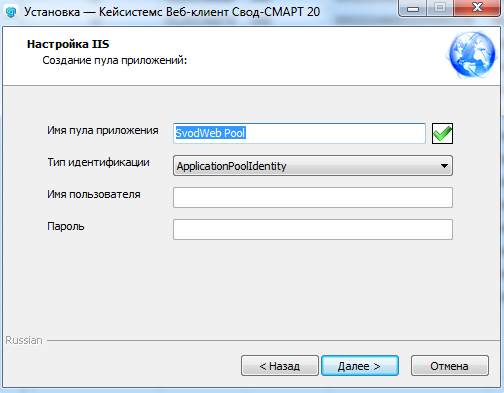 Установка — Кейсистемс Веб-клиент Свод-СМАРТ 20
Настройка IIS
Создание пула приложений:
Имя пула приложения
SvodWeb Pool
Тип идентификации
ApplicationPoolIdentity
Имя пользователя
Пароль
Russian
< Назад
Далее >
Отмена